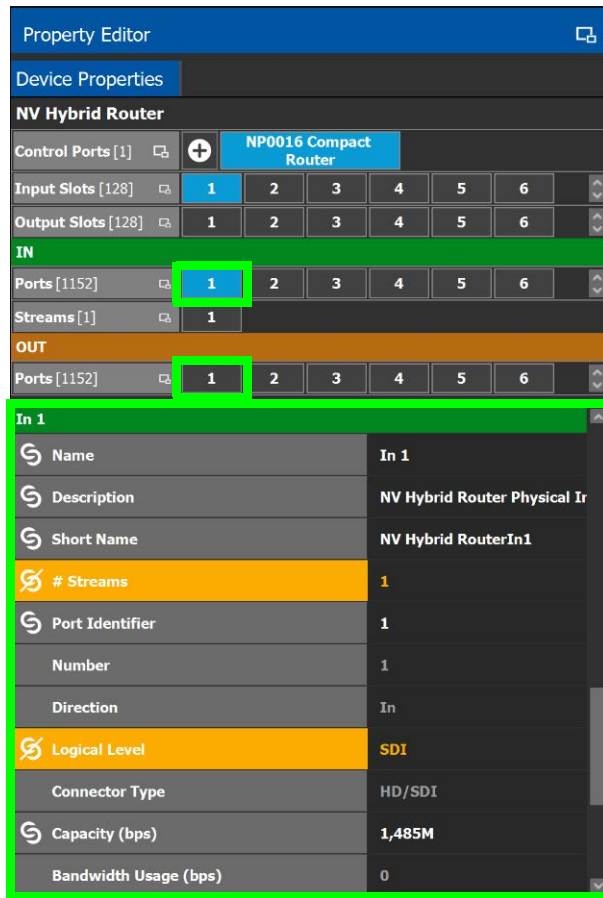 Property Editor
Device Properties
NV Hybrid Router
Control Ports [1] NP0016 Compact
Router
Input Slots [128] 1 2 3 4 5 6
Output Slots [128] 1 2 3 4 5 6
IN
Ports [1152] 1 2 3 4 5 6
Streams [1] 1
OUT
Ports [1152] 1 2 3 4 5 6
In 1
Name In 1
Description NV Hybrid Router Physical In
Short Name NV Hybrid RouterIn1
# Streams 1
Port Identifier 1
Number 1
Direction In
Logical Level SDI
Connector Type HD/SDI
Capacity (bps) 1,485M
Bandwidth Usage (bps) 0